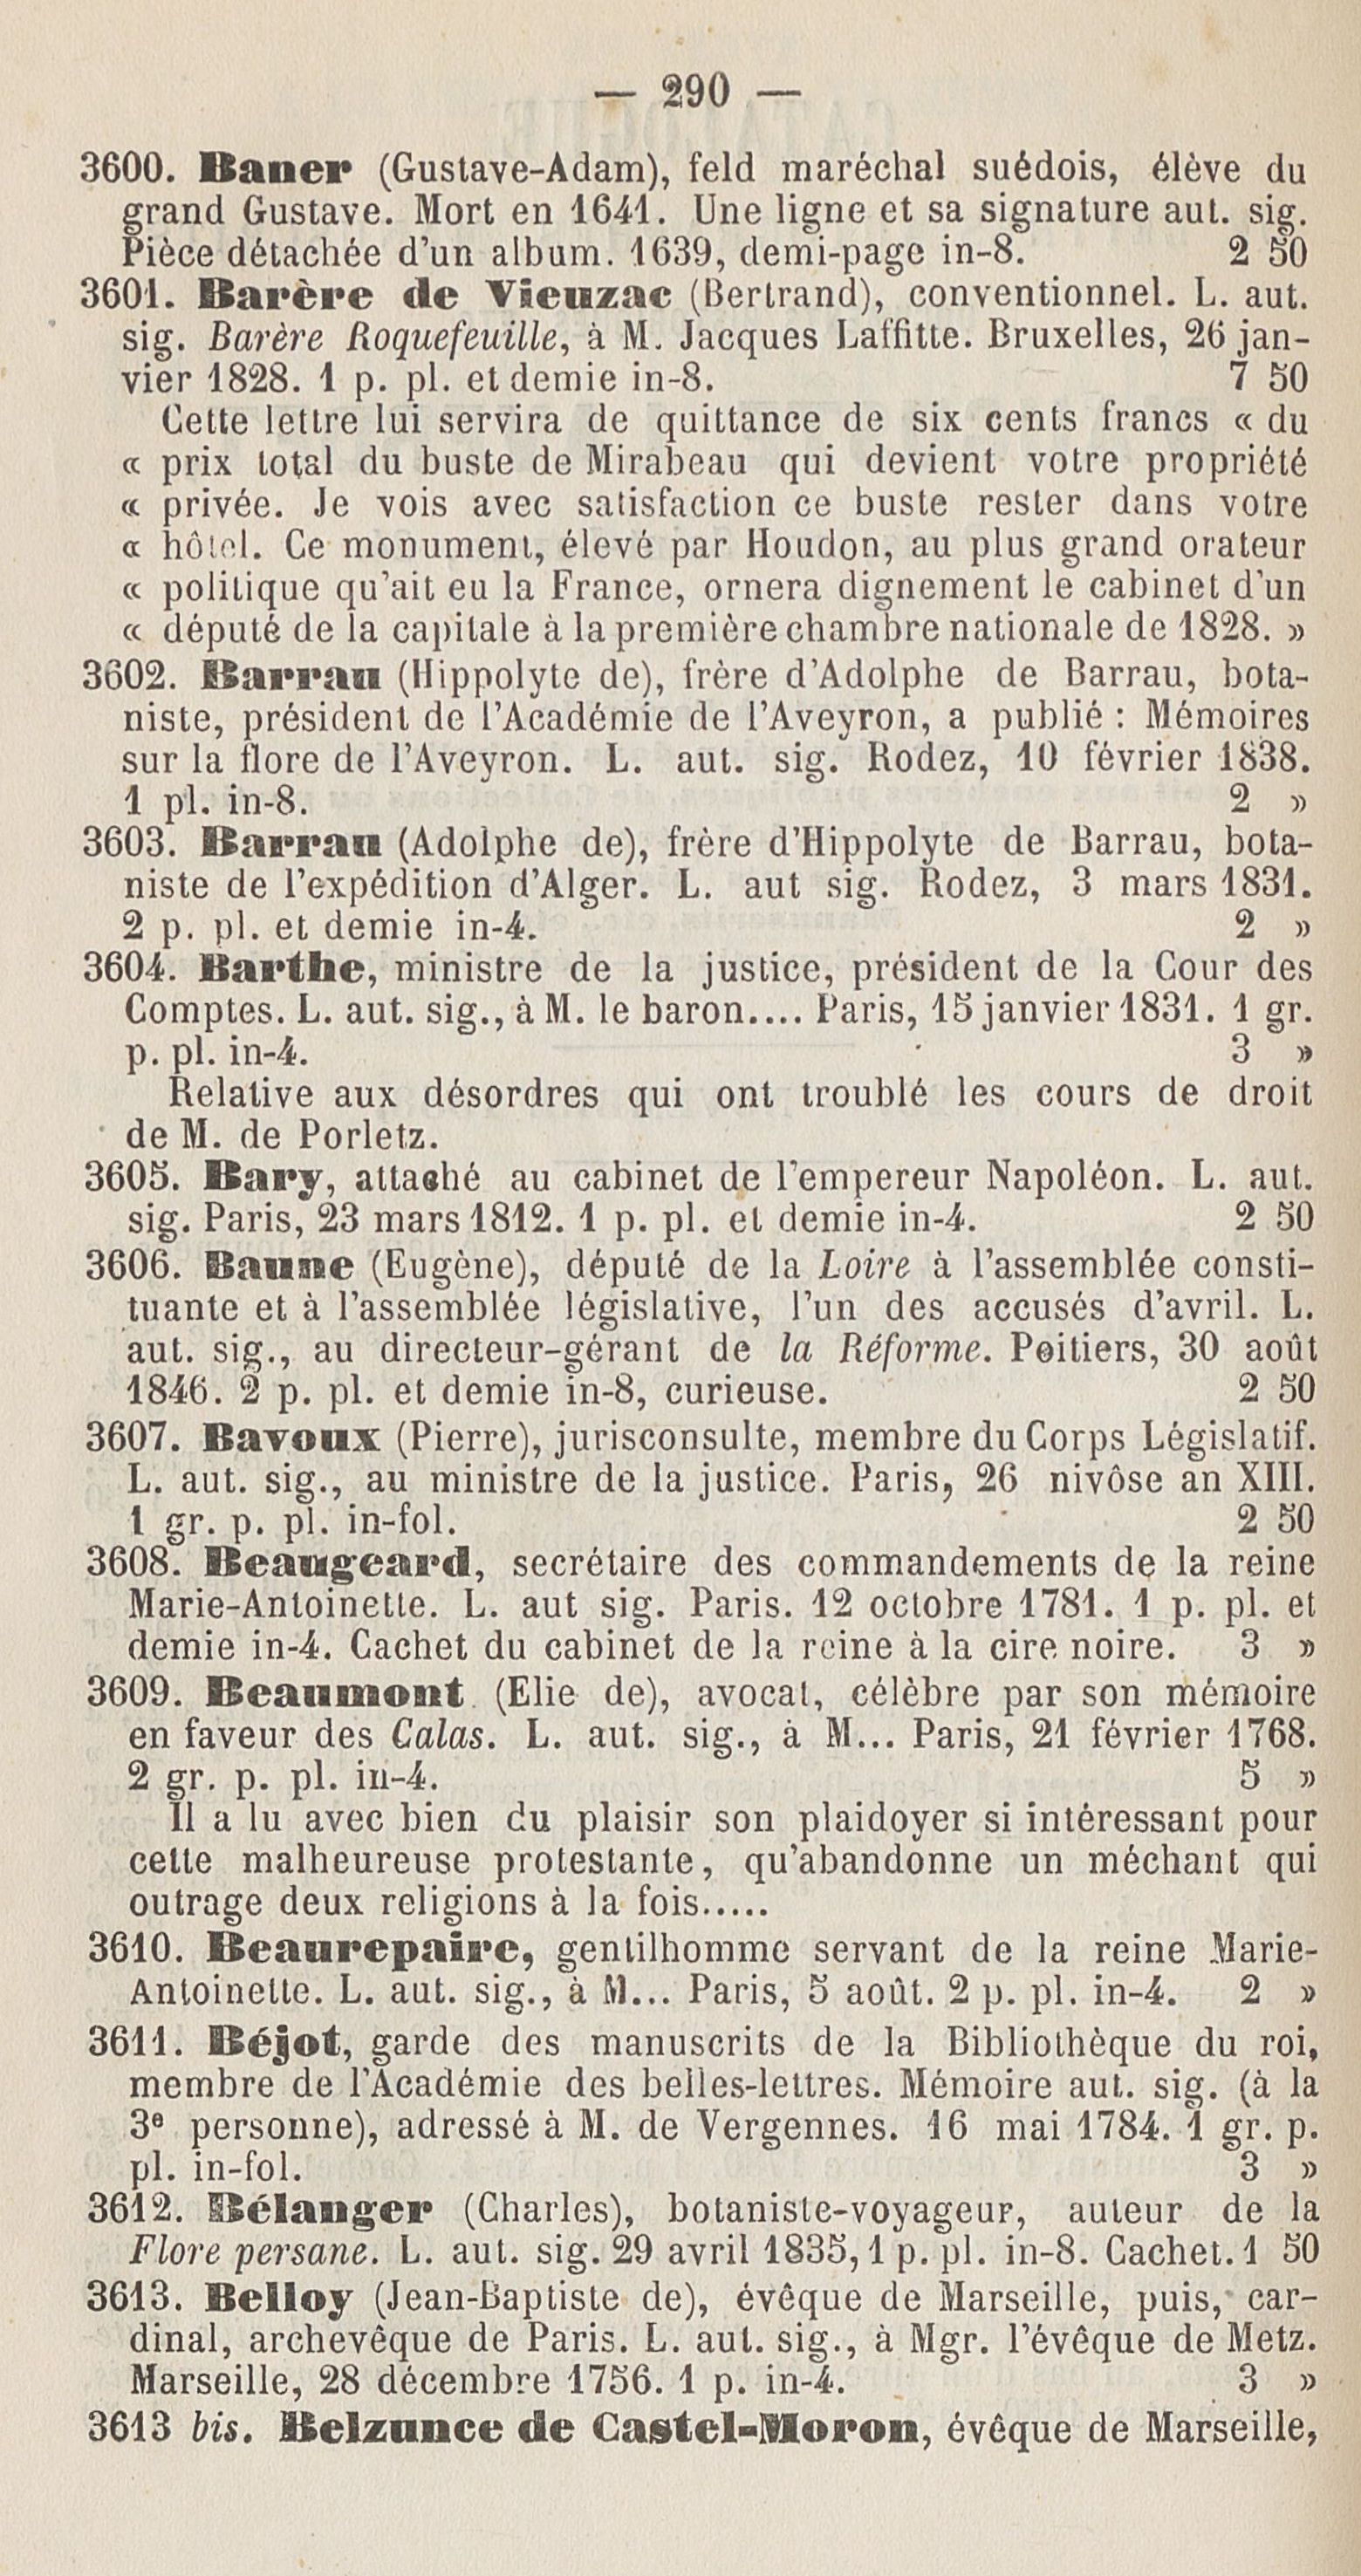 — 290 —
3600. Baner (Gustave-Adam), feld maréchal suédois, élève du
grand Gustave. Mort en 1641. Une ligne et sa signature aut. sig.
Pièce détachée d'un album. 1639, demi-page in-8. 2 50
3601. Barère de Vieuzac (Bertrand), conventionnel. L. aut.
sig. Barère Roquefeuille, à M. Jacques Laffitte. Bruxelles, 26 jan-
vier 1828. 1 p. pl. et demie in-8. 7 50
Cette lettre lui servira de quittance de six cents francs « du
« prix total du buste de Mirabeau qui devient votre propriété
« privée. Je vois avec satisfaction ce buste rester dans votre
« hôtel. Ce monument, élevé par Houdon, au plus grand orateur
« politique qu'ait eu la France, ornera dignement le cabinet d'un
« député de la capitale à la première chambre nationale de 1828. »
3602. Barrau (Hippolyte de), frère d'Adolphe de Barrau, bota-
niste, président de l'Académie de l'Aveyron, a publié : Mémoires
sur la flore de l'Aveyron. L. aut. sig. Rodez, 10 février 1838.
1 pl. in-8. 2 »
3603. Barrau (Adolphe de), frère d'Hippolyte de Barrau, bota-
niste de l'expédition d'Alger. L. aut sig. Rodez, 3 mars 1831.
2 p. pl. et demie in-4. 2 »
3604. Barthe, ministre de la justice, président de la Cour des
Comptes. L. aut. sig., à M. le baron.... Paris, 15 janvier 1831. 1 gr.
p. pl. in-4. 3 »
Relative aux désordres qui ont troublé les cours de droit
de M. de Porletz.
3605. Bary, attaché au cabinet de l'empereur Napoléon. L. aut.
sig. Paris, 23 mars 1812. 1 p. pl. et demie in-4. 2 50
3606. Baune (Eugène), député de la Loire à l'assemblée consti-
tuante et à l'assemblée législative, l'un des accusés d'avril. L.
aut. sig., au directeur-gérant de la Réforme. Poitiers, 30 août
1846. 2 p. pl. et demie in-8, curieuse. 2 50
3607. Bavoux (Pierre), jurisconsulte, membre du Corps Législatif.
L. aut. sig., au ministre de la justice. Paris, 26 nivôse an XIII.
1 gr. p. pl. in-fol. 2 50
3608. Beaugeard, secrétaire des commandements de la reine
Marie-Antoinette. L. aut sig. Paris. 12 octobre 1781. 1 p. pl. et
demie in-4. Cachet du cabinet de la reine à la cire noire. 3 »
3609. Beaumont (Elie de), avocat, célèbre par son mémoire
en faveur des Calas. L. aut. sig., à M... Paris, 21 février 1768.
2 gr. p. pl. in-4. 5 »
Il a lu avec bien du plaisir son plaidoyer si intéressant pour
cette malheureuse protestante, qu'abandonne un méchant qui
outrage deux religions à la fois.....
3610. Beaurepaire, gentilhomme servant de la reine Marie-
Antoinette. L. aut. sig., à M... Paris, 5 août. 2 p. pl. in-4. 2 »
3611. Béjot, garde des manuscrits de la Bibliothèque du roi,
membre de l'Académie des belles-lettres. Mémoire aut. sig. (à la
3e personne), adressé à M. de Vergennes. 16 mai 1784. 1 gr. p.
pl. in-fol. 3 »
3612. Bélanger (Charles), botaniste-voyageur, auteur de la
Flore persane. L. aut. sig. 29 avril 1835, 1 p. pl. in-8. Cachet. 1 50
3613. Belloy (Jean-Baptiste de), évêque de Marseille, puis, car-
dinal, archevêque de Paris. L. aut. sig., à Mgr. l'évêque de Metz.
Marseille, 28 décembre 1756. 1 p. in-4. 3 »
3613 bis. Belzunce de Castel-Moron, évêque de Marseille,